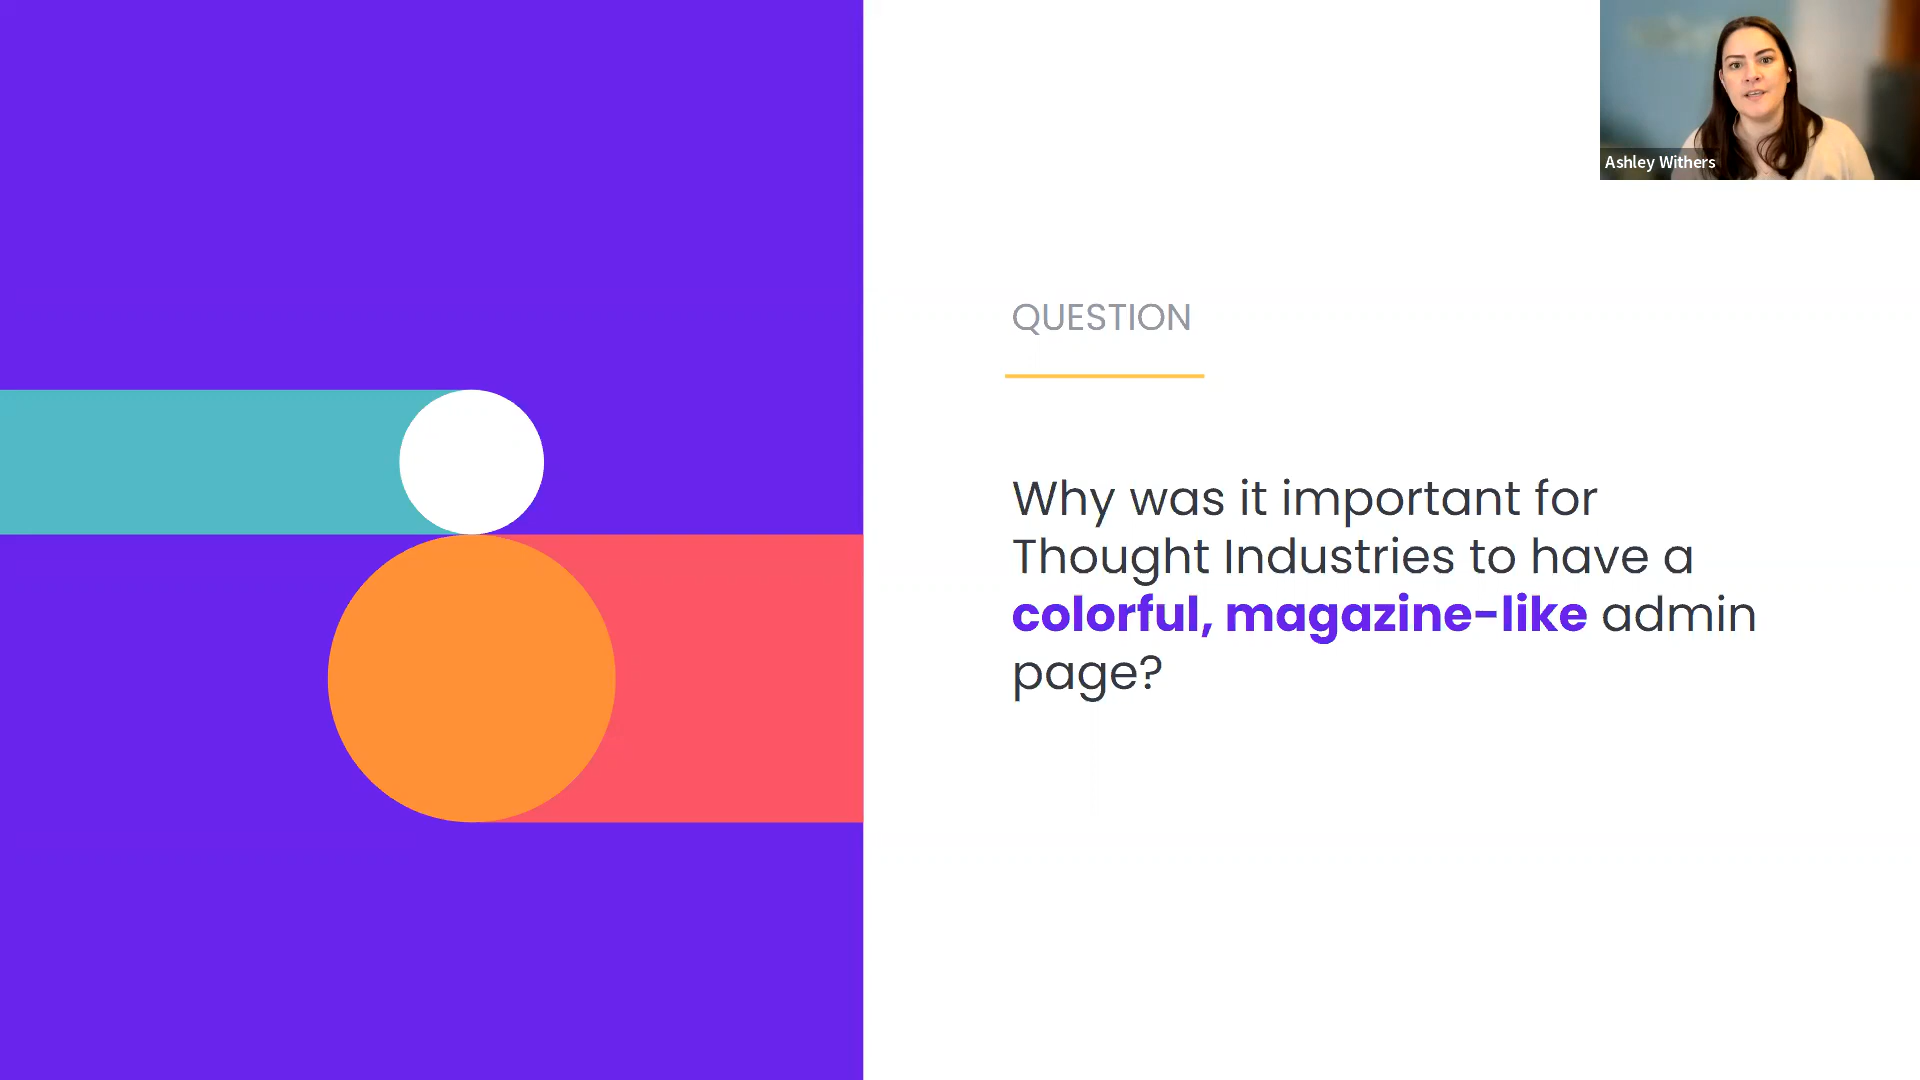 Ashley Withers
QUESTION
Why was it important for
Thought Industries to have a
colorful, magazine-like admin
page?